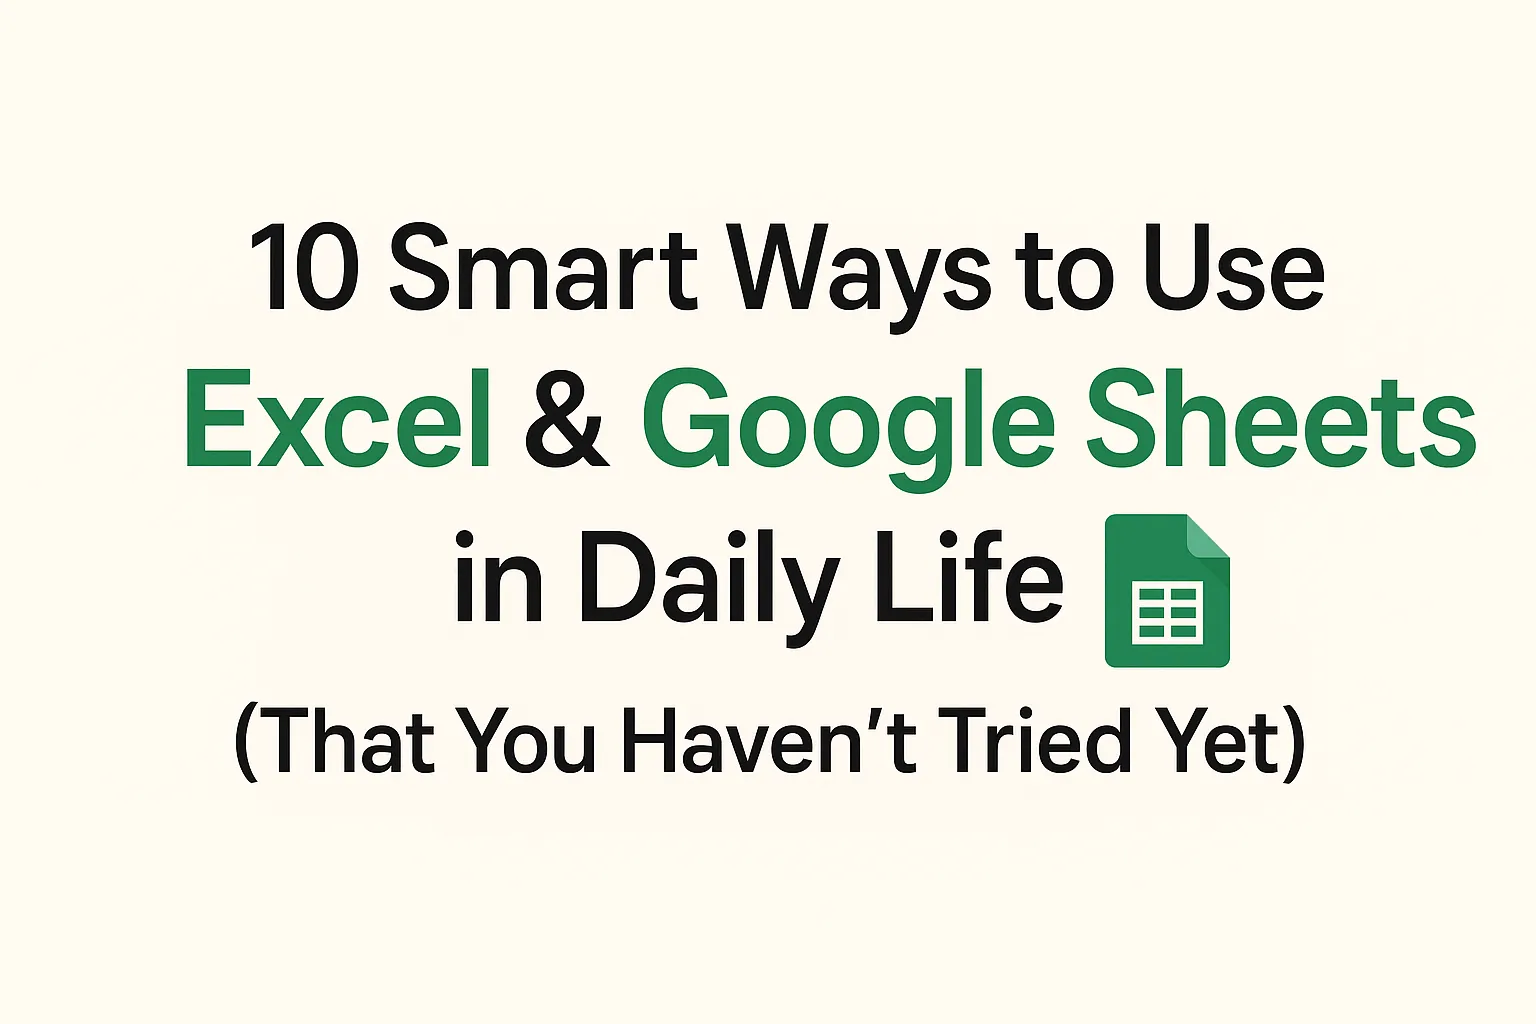 10 Smart Ways to Use
Excel & Google Sheets
in Daily Life
(That You Haven’t Tried Yet)